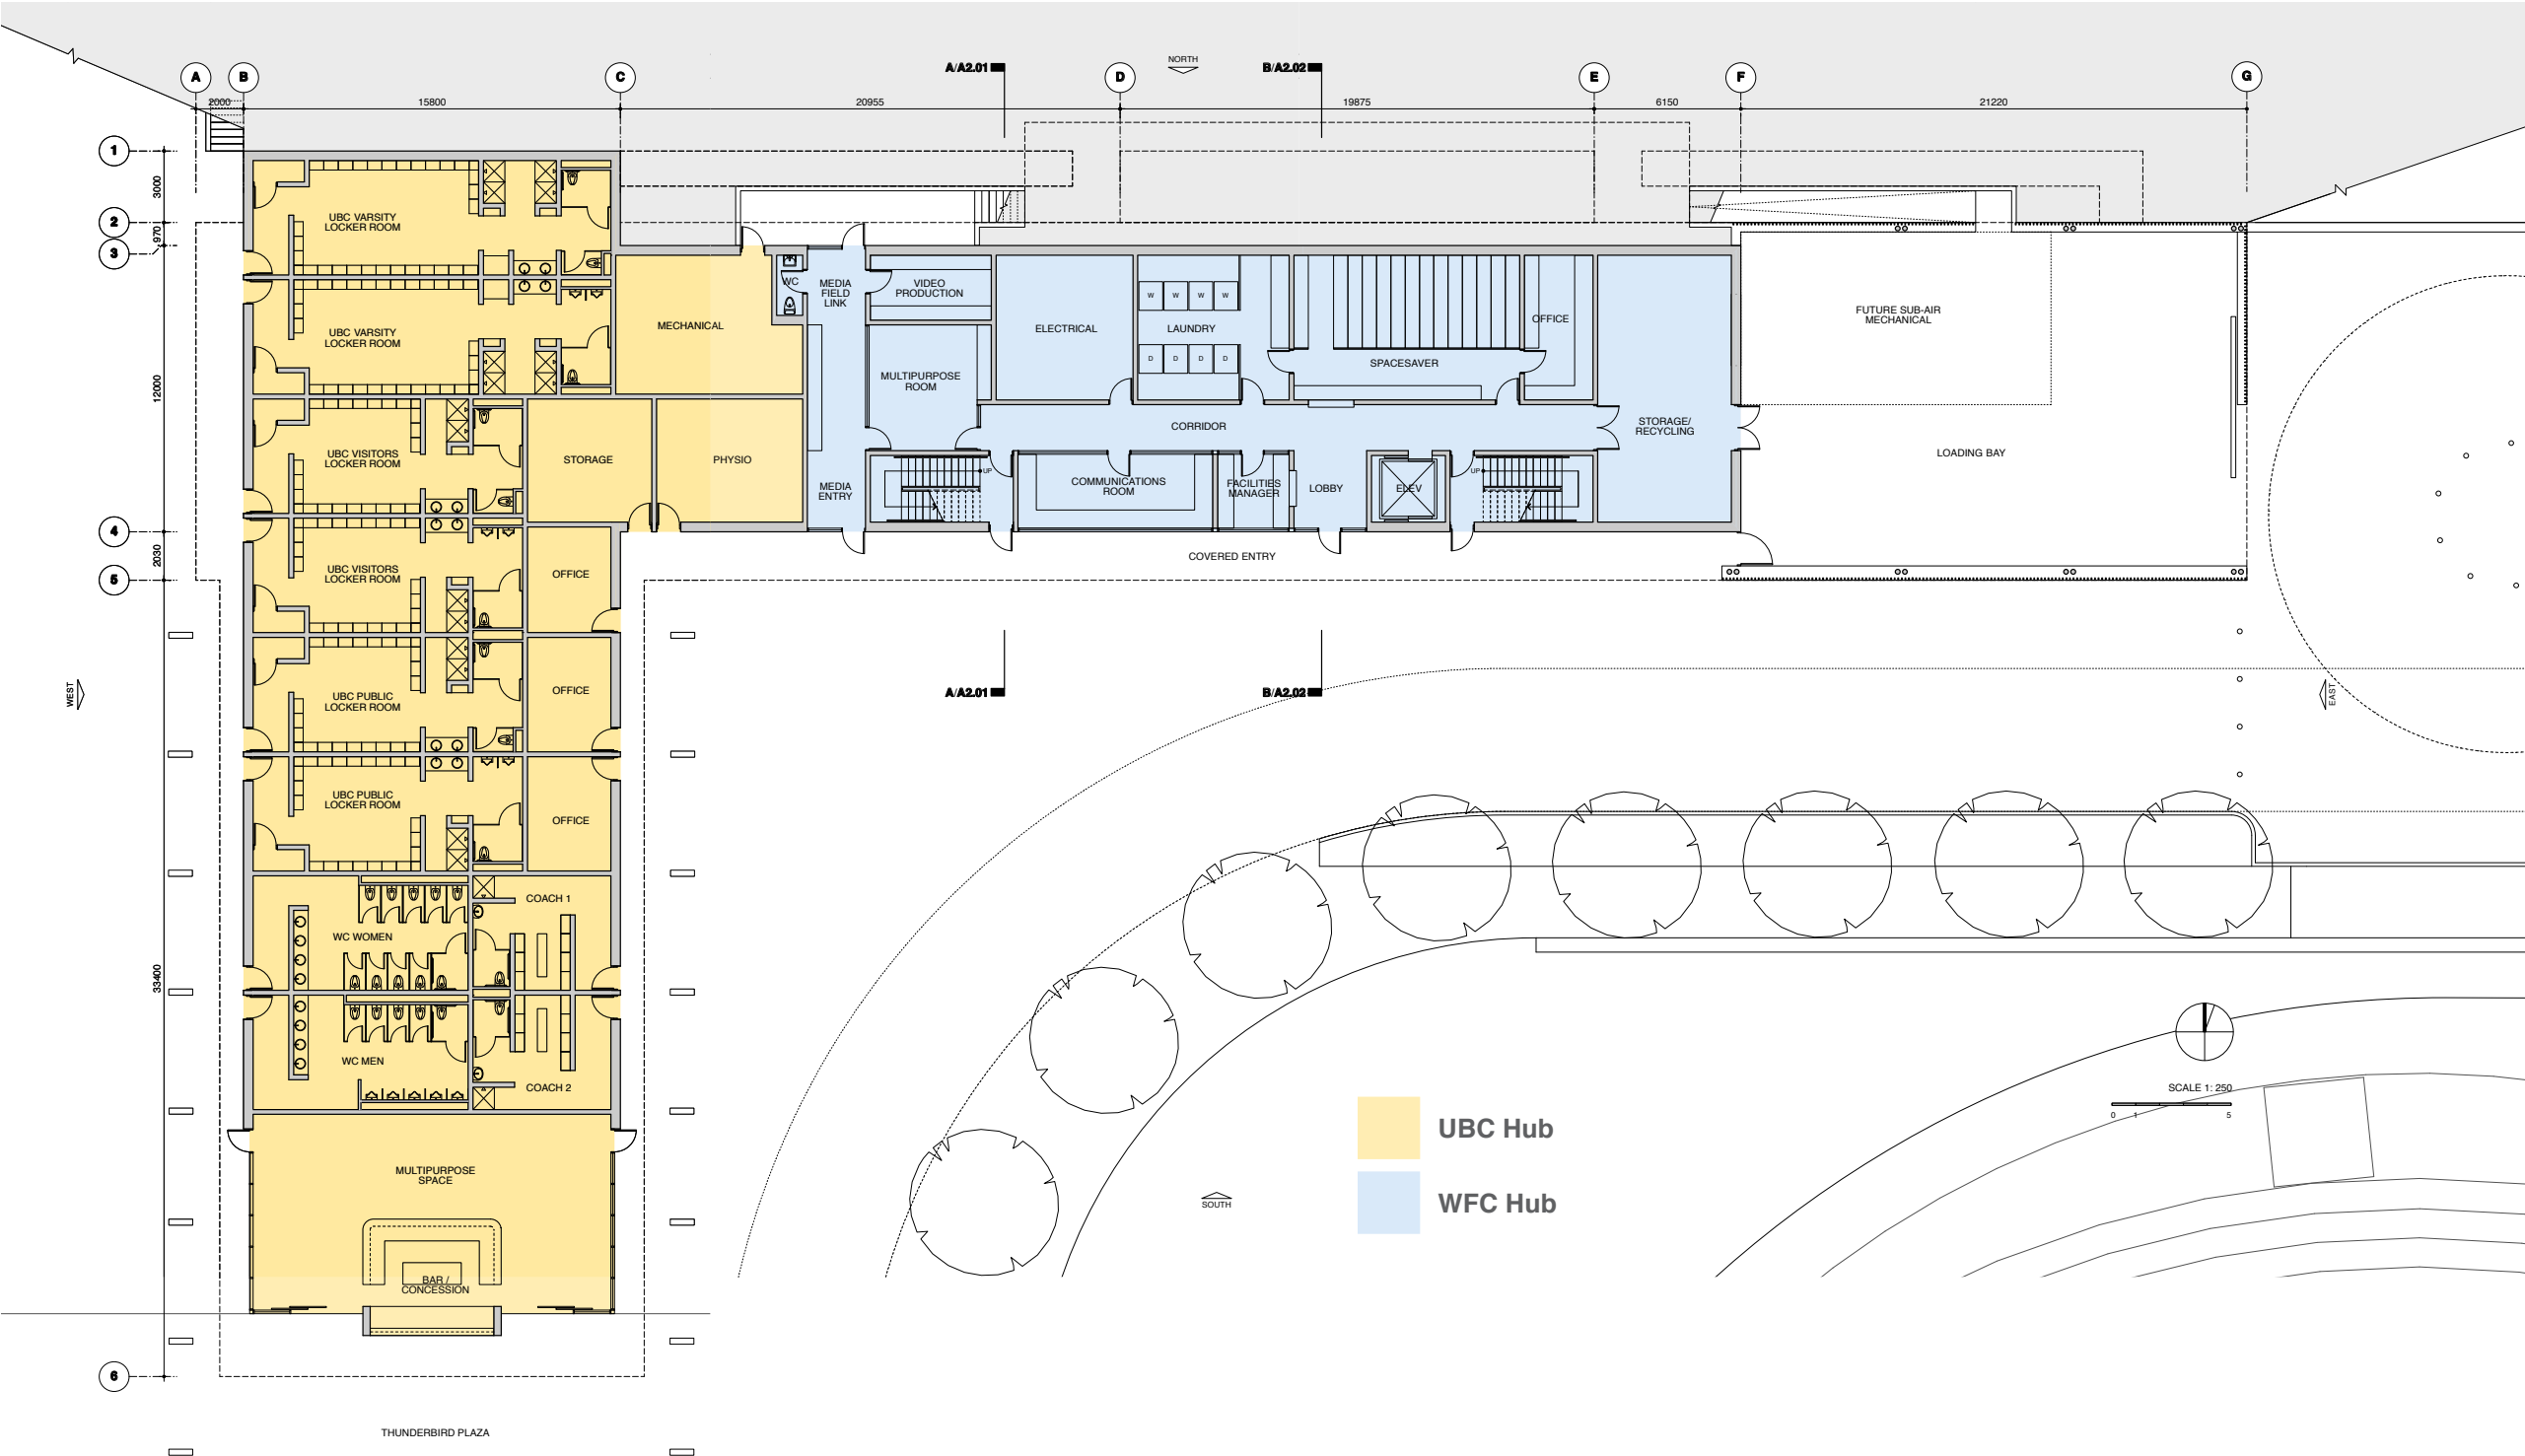 NORTH
A/A2.01
B/A2.02
A
B
C
D
E
F
G
2000
15800
20955
19875
6150
21220
1
3000
2
970
3
12000
4
2030
5
33400
6
UBC VARSITY
LOCKER ROOM
UBC VARSITY
LOCKER ROOM
MECHANICAL
WC
MEDIA
FIELD
LINK
VIDEO
PRODUCTION
MULTIPURPOSE
ROOM
ELECTRICAL
W
W
W
W
LAUNDRY
D
D
D
D
SPACESAVER
OFFICE
STORAGE/
RECYCLING
FUTURE SUB-AIR
MECHANICAL
LOADING BAY
CORRIDOR
UBC VISITORS
LOCKER ROOM
STORAGE
PHYSIO
MEDIA
ENTRY
UP
COMMUNICATIONS
ROOM
FACILITIES
MANAGER
LOBBY
ELEV
UP
COVERED ENTRY
UBC VISITORS
LOCKER ROOM
OFFICE
WEST
A/A2.01
B/A2.02
EAST
UBC PUBLIC
LOCKER ROOM
OFFICE
UBC PUBLIC
LOCKER ROOM
OFFICE
COACH 1
WC WOMEN
WC MEN
COACH 2
SCALE 1: 250
0
1
5
UBC Hub
WFC Hub
SOUTH
MULTIPURPOSE
SPACE
BAR /
CONCESSION
THUNDERBIRD PLAZA